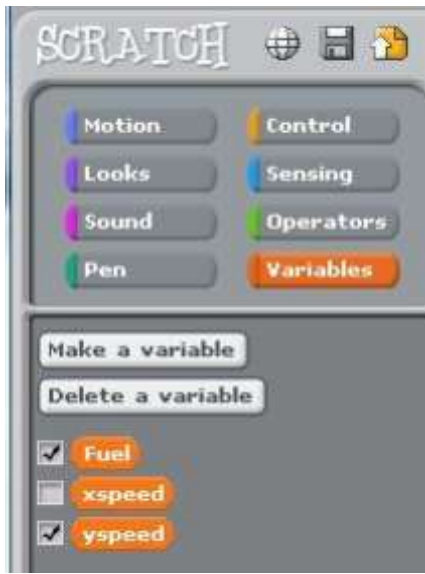 SCRATCH
Motion Control
Looks Sensing
Sound Operators
Pen Variables
Make a variable
Delete a variable
Fuel
xspeed
yspeed